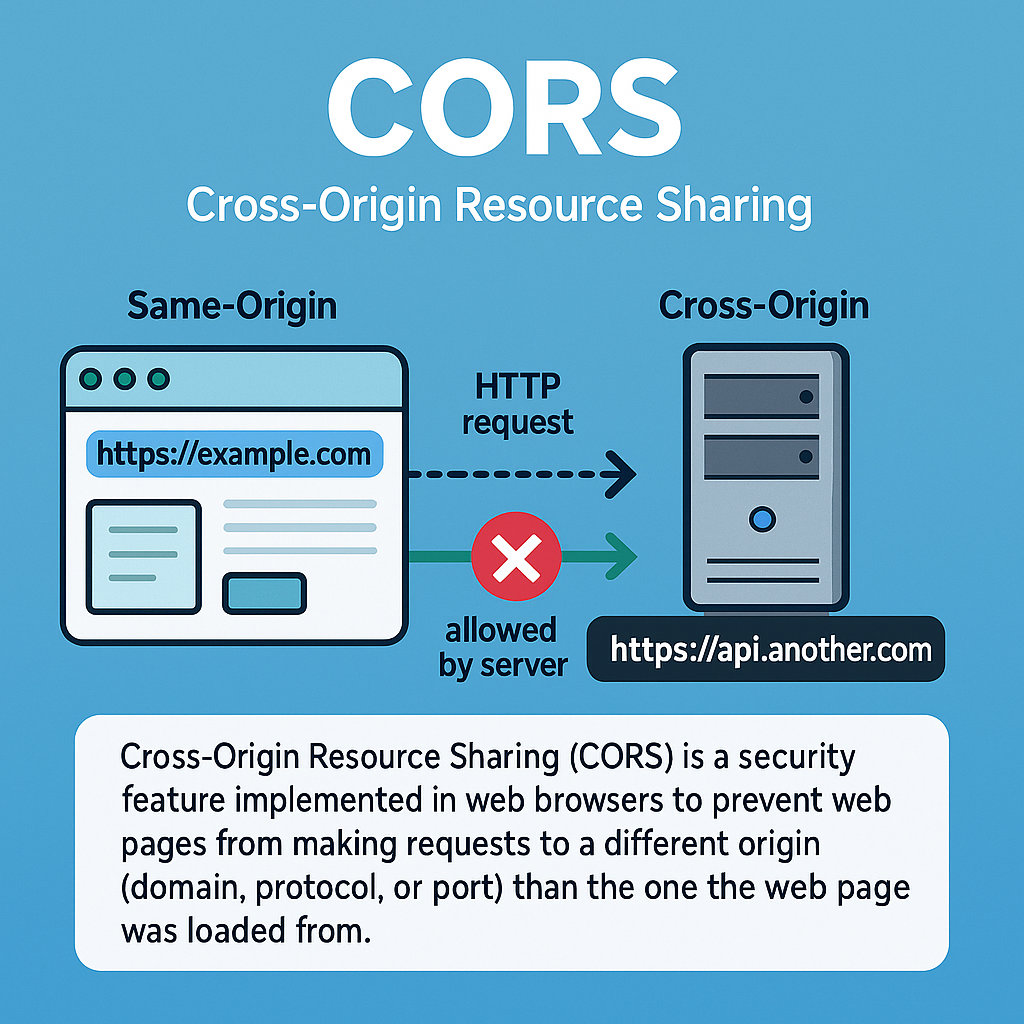 CORS
Cross-Origin Resource Sharing
Same-Origin
Cross-Origin
https://example.com
HTTP
request
allowed
by server
https://api.another.com
Cross-Origin Resource Sharing (CORS) is a security
feature implemented in web browsers to prevent web
pages from making requests to a different origin
(domain, protocol, or port) than the one the web page
was loaded from.